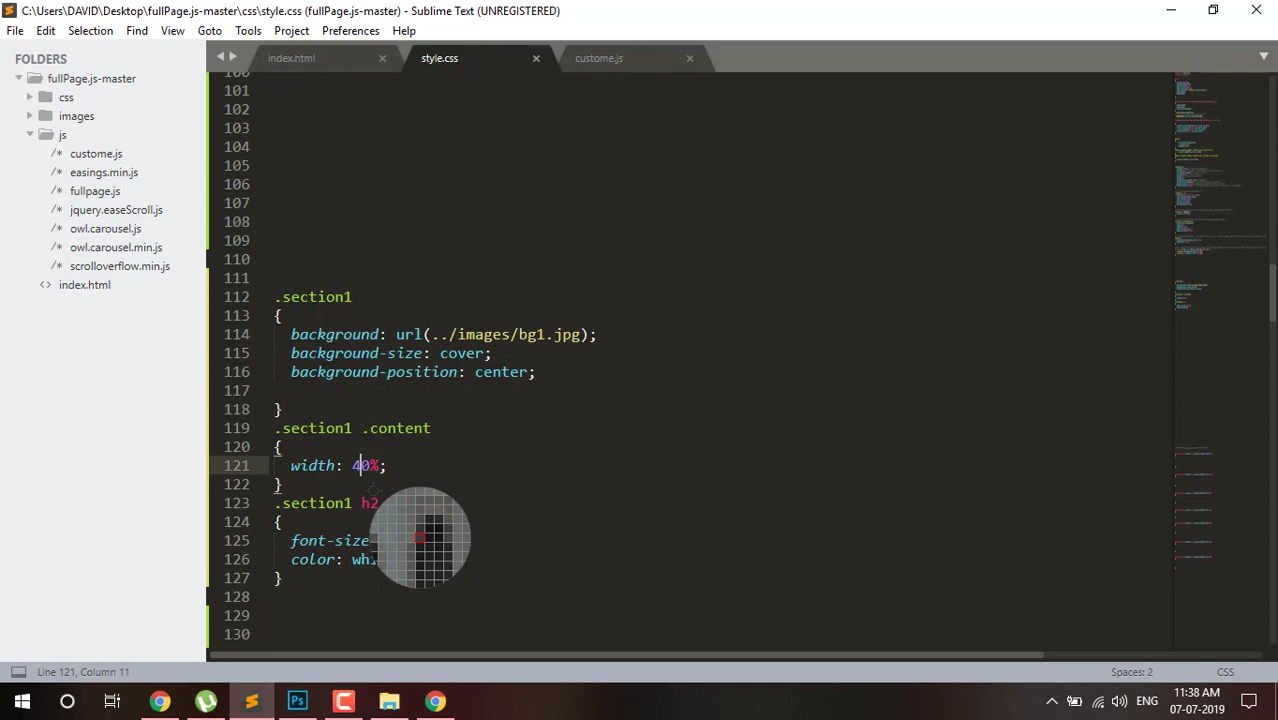 C:\Users\DAVID\Desktop\fullPage.js-master\css\style.css (fullPage.js-master) - Sublime Text (UNREGISTERED)
File Edit Selection Find View Goto Tools Project Preferences Help
FOLDERS
fullPage.js-master
css
images
js
/* custome.js
/* easings.min.js
/* fullpage.js
/* jquery.easeScroll.js
/* owl.carousel.js
/* owl.carousel.min.js
/* scrolloverflow.min.js
<> index.html
index.html style.css custome.js
100
101
102
103
104
105
106
107
108
109
110
111
112 .section1
113 {
114 background: url(../images/bg1.jpg);
115 background-size: cover;
116 background-position: center;
117
118 }
119 .section1 .content
120 {
121 width: 40%;
122 }
123 .section1 h2
124 {
125 font-size
126 color:
127 }
128
129
130
Line 121, Column 11
Spaces: 2 CSS
Ps
ENG
11:38 AM
07-07-2019